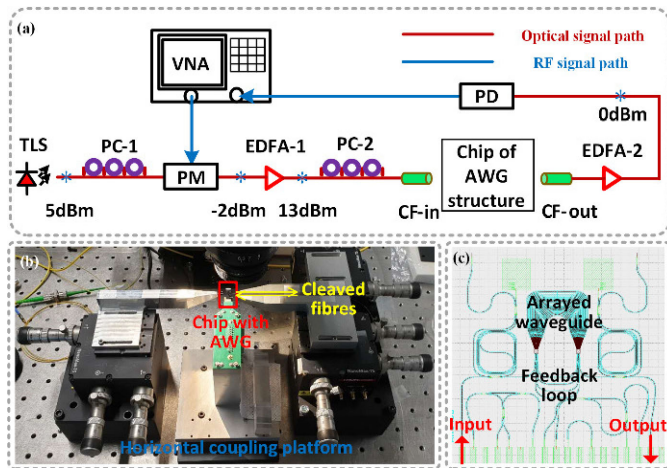 (a)
Optical signal path
RF signal path
VNA
PD
0dBm
TLS
PC-1
EDFA-1
PC-2
EDFA-2
PM
Chip of
AWG
structure
5dBm
-2dBm
13dBm
CF-in
CF-out
(b)
Cleaved
fibres
Chip with
AWG
Horizontal coupling platform
(c)
Arrayed
waveguide
Feedback
loop
Input
Output